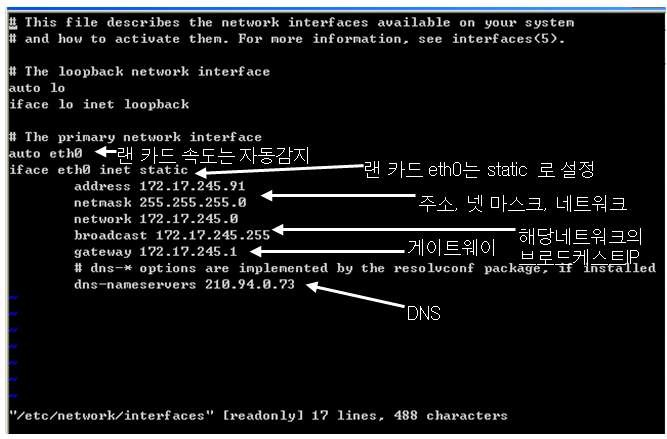 # This file describes the network interfaces available on your system
# and how to activate them. For more information, see interfaces(5).
# The loopback network interface
auto lo
iface lo inet loopback
# The primary network interface
auto eth0
랜 카드 속도는 자동감지
iface eth0 inet static
랜 카드 eth0는 static 로 설정
address 172.17.245.91
netmask 255.255.255.0
주소, 넷 마스크, 네트워크
network 172.17.245.0
broadcast 172.17.245.255
해당네트워크의
브로드케스트IP
gateway 172.17.245.1
게이트웨이
# dns-* options are implemented by the resolvconf package, if installed
dns-nameservers 210.94.0.73
DNS
~
~
~
~
~
~
~
"/etc/network/interfaces" [readonly] 17 lines, 488 characters